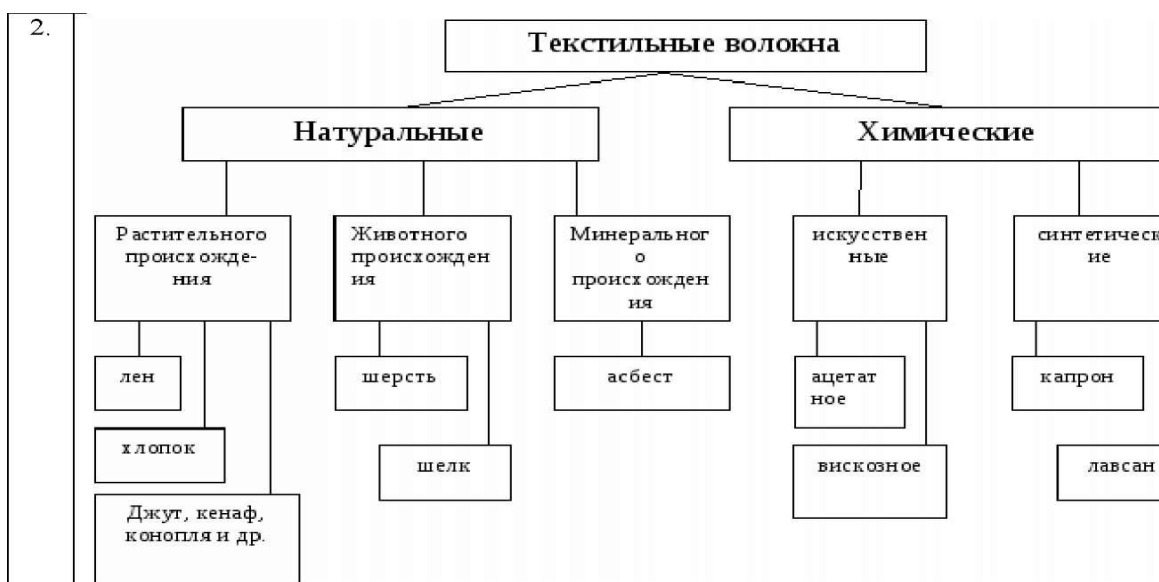 2.
Текстильные волокна
Натуральные
Химические
Растительного
происхожде-
ния
Животного
происхожден
ия
Минеральног
о
происхожден
ия
искусствен
ные
синтетическ
ие
лен
шерсть
асбест
ацетат
ное
капрон
хлопок
шелк
вискозное
лавсан
Джут, кенаф,
конопля и др.